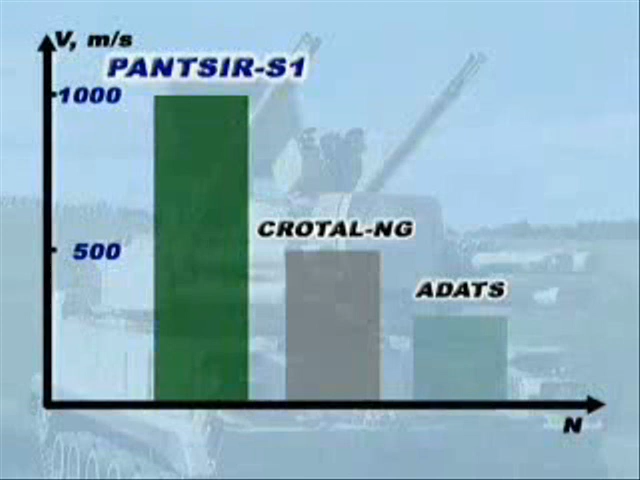 V, m/s
PANTSIR-S1
1000
CROTAL-NG
500
ADATS
N